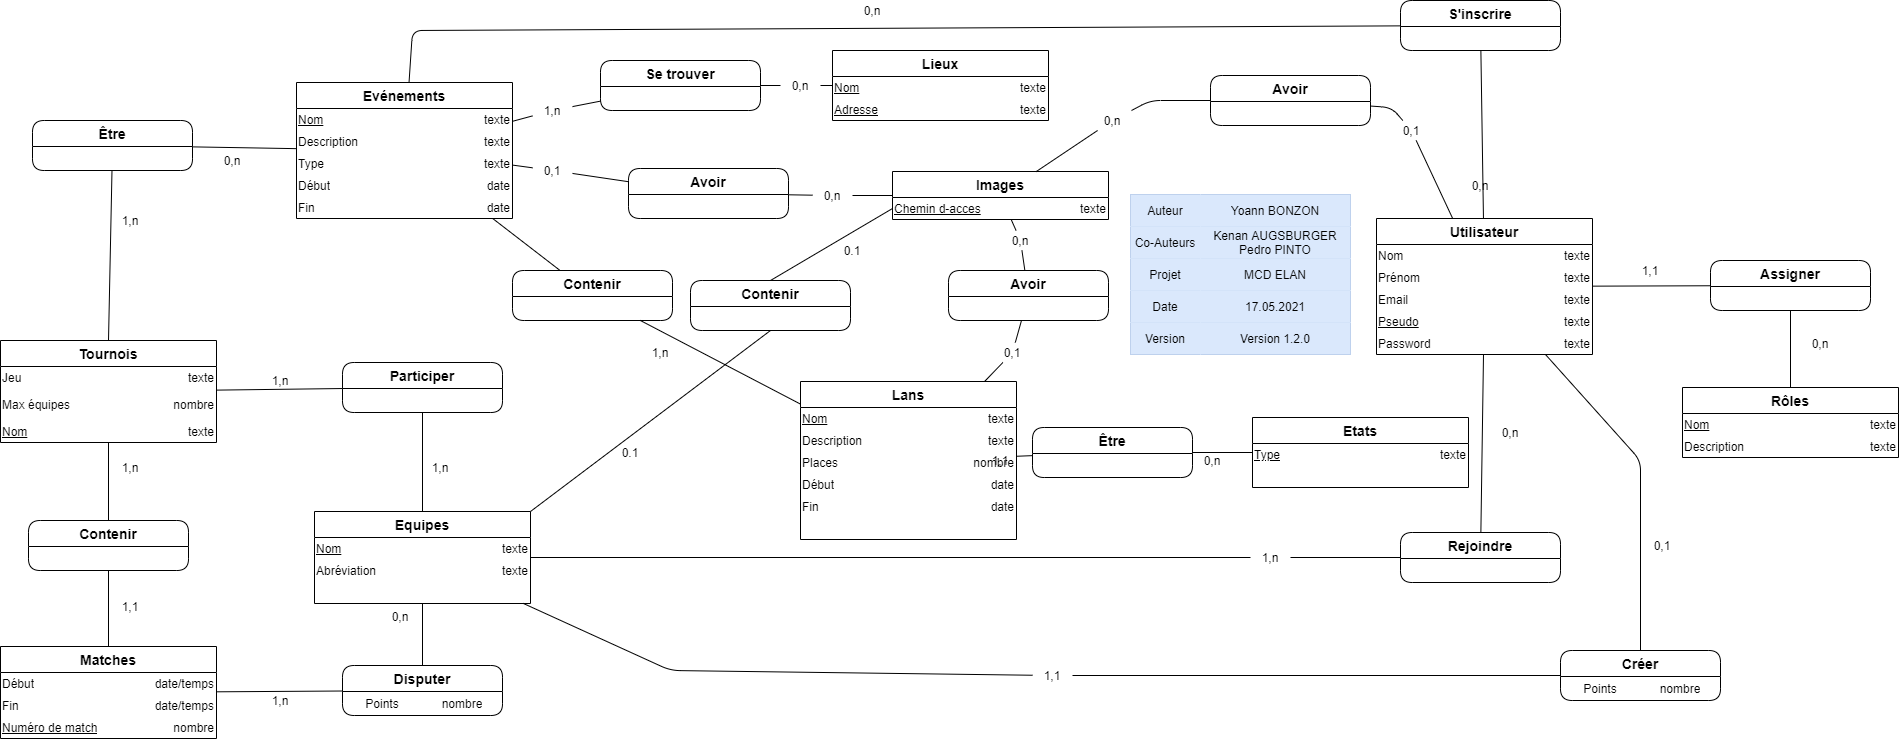 0,n
S'inscrire
Se trouver
Lieux
Nom texte
Adresse texte
0,n
1,n
Evénements
Nom texte
Description texte
Type texte
Début date
Fin date
Avoir
0,n
0,1
Être
0,n
1,n
0,1
Avoir
0,n
Images
Chemin d-acces texte
0,n
Auteur Yoann BONZON
Co-Auteurs Kenan AUGSBURGER
Pedro PINTO
Projet MCD ELAN
Date 17.05.2021
Version Version 1.2.0
Utilisateur
Nom texte
Prénom texte
Email texte
Pseudo texte
Password texte
1,1
Assigner
0,n
Rôles
Nom texte
Description texte
0.1
0,n
Contenir
Contenir
Avoir
1,n
0,1
Tournois
Jeu texte
Max équipes nombre
Nom texte
1,n
Participer
1,n
Lans
Nom texte
Description texte
Places nombre
Début date
Fin date
1,1
Être
0,n
Etats
Type texte
0.1
0,n
1,n
Contenir
1,1
Equipes
Nom texte
Abréviation texte
1,n
Rejoindre
0,1
0,n
Matches
Début date/temps
Fin date/temps
Numéro de match nombre
1,n
Disputer
Points nombre
1,1
Créer
Points nombre